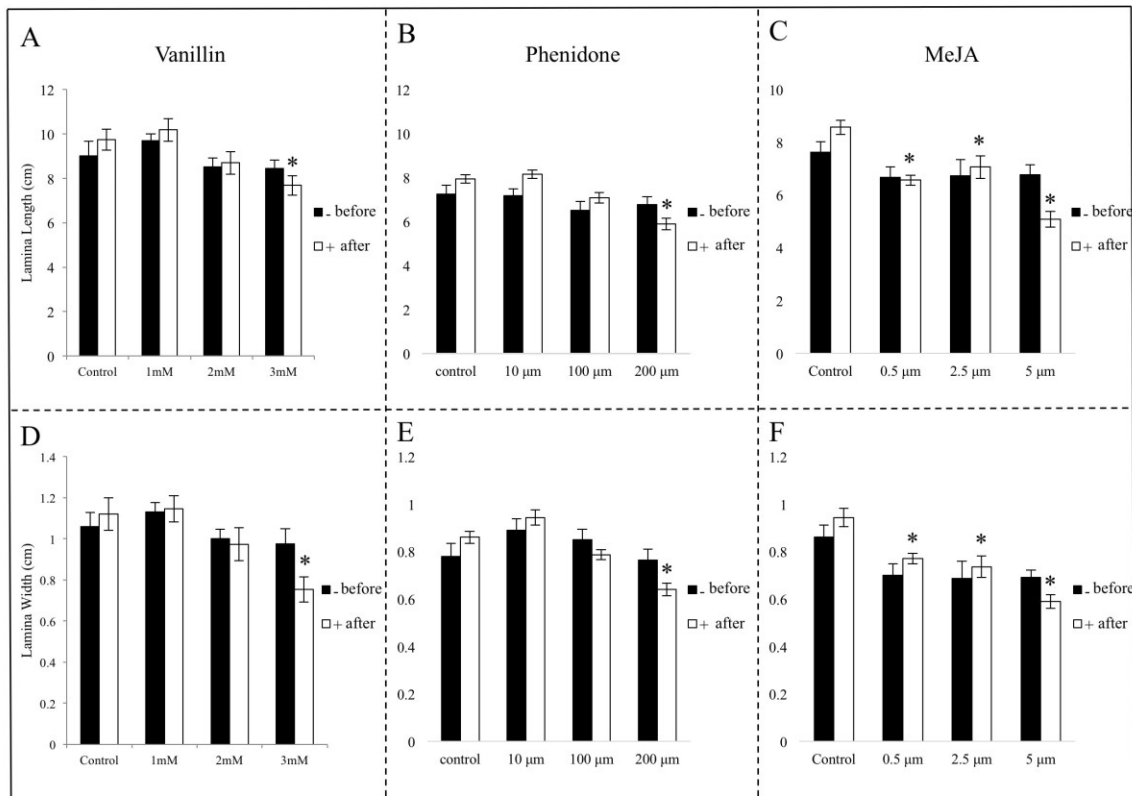 A
Vanillin
Lamina Length (cm)
12
10
8
6
4
2
0
*
- before
+ after
Control 1mM 2mM 3mM
B
Phenidone
12
10
8
6
4
2
0
*
- before
+ after
control 10 μm 100 μm 200 μm
C
MeJA
10
8
6
4
2
0
* * *
- before
+ after
Control 0.5 μm 2.5 μm 5 μm
D
Lamina Width (cm)
1.4
1.2
1
0.8
0.6
0.4
0.2
0
*
- before
+ after
Control 1mM 2mM 3mM
E
1.2
1
0.8
0.6
0.4
0.2
0
*
- before
+ after
control 10 μm 100 μm 200 μm
F
1.2
1
0.8
0.6
0.4
0.2
0
* * *
- before
+ after
Control 0.5 μm 2.5 μm 5 μm